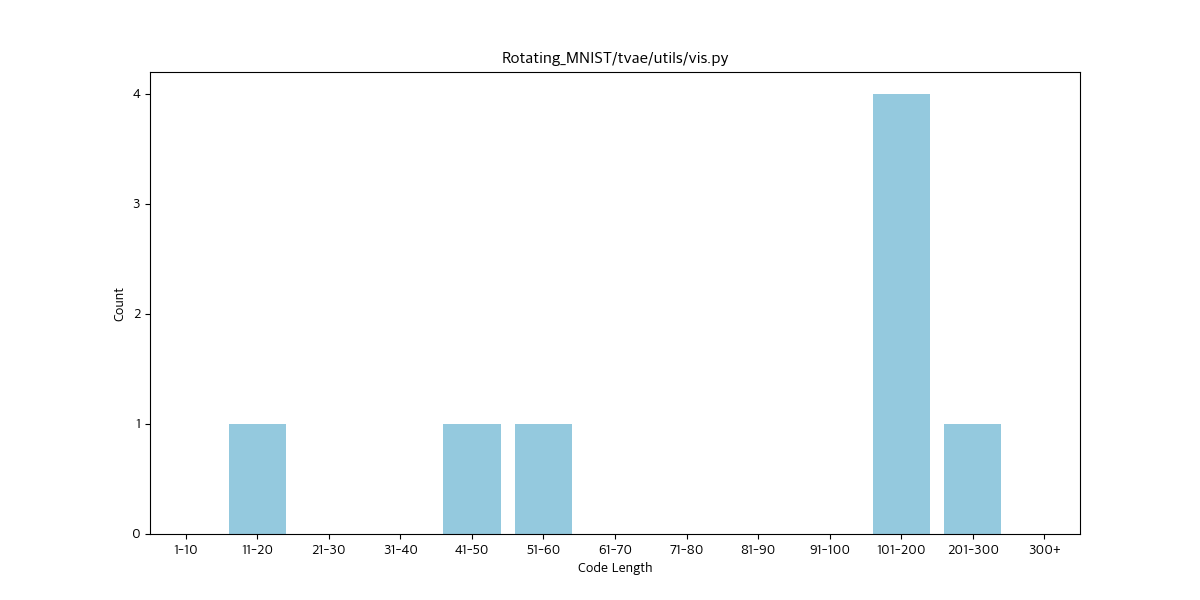 Rotating_MNIST/tvae/utils/vis.py
4
3
2
1
0
Count
1-10 11-20 21-30 31-40 41-50 51-60 61-70 71-80 81-90 91-100 101-200 201-300 300+
Code Length